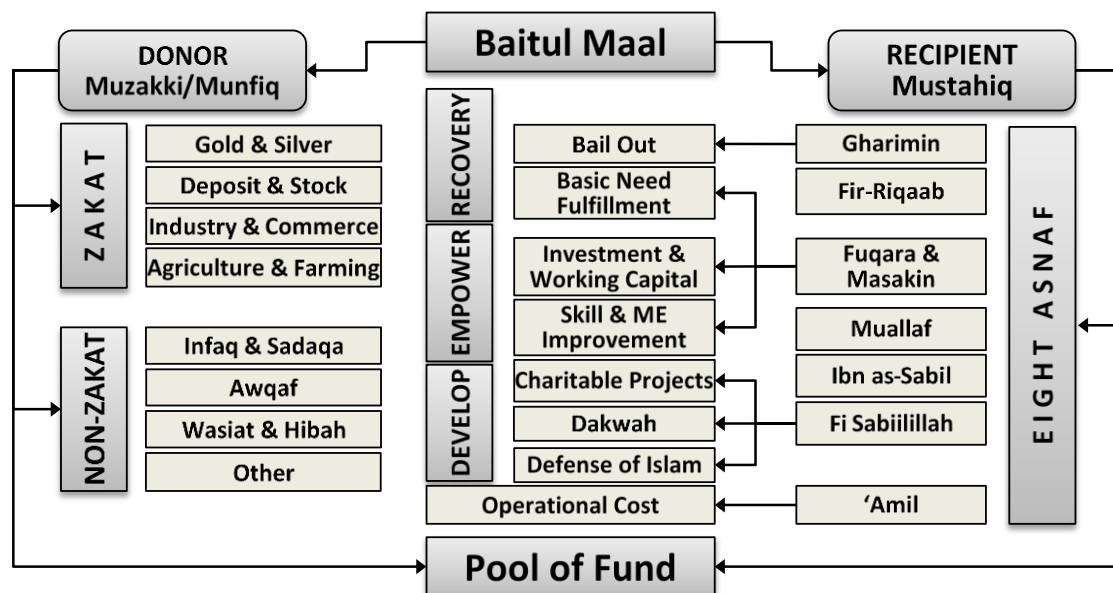 Baitul Maal
DONOR
Muzakki/Munfiq
RECIPIENT
Mustahiq
ZAKAT
Gold & Silver
Deposit & Stock
Industry & Commerce
Agriculture & Farming
NON-ZAKAT
Infaq & Sadaqa
Awqaf
Wasiat & Hibah
Other
RECOVERY
EMPOWER
DEVELOP
Bail Out
Basic Need
Fulfillment
Investment &
Working Capital
Skill & ME
Improvement
Charitable Projects
Dakwah
Defense of Islam
Operational Cost
Gharimin
Fir-Riqaab
Fuqara &
Masakin
Muallaf
Ibn as-Sabil
Fi Sabiilillah
‘Amil
EIGHT ASNAF
Pool of Fund